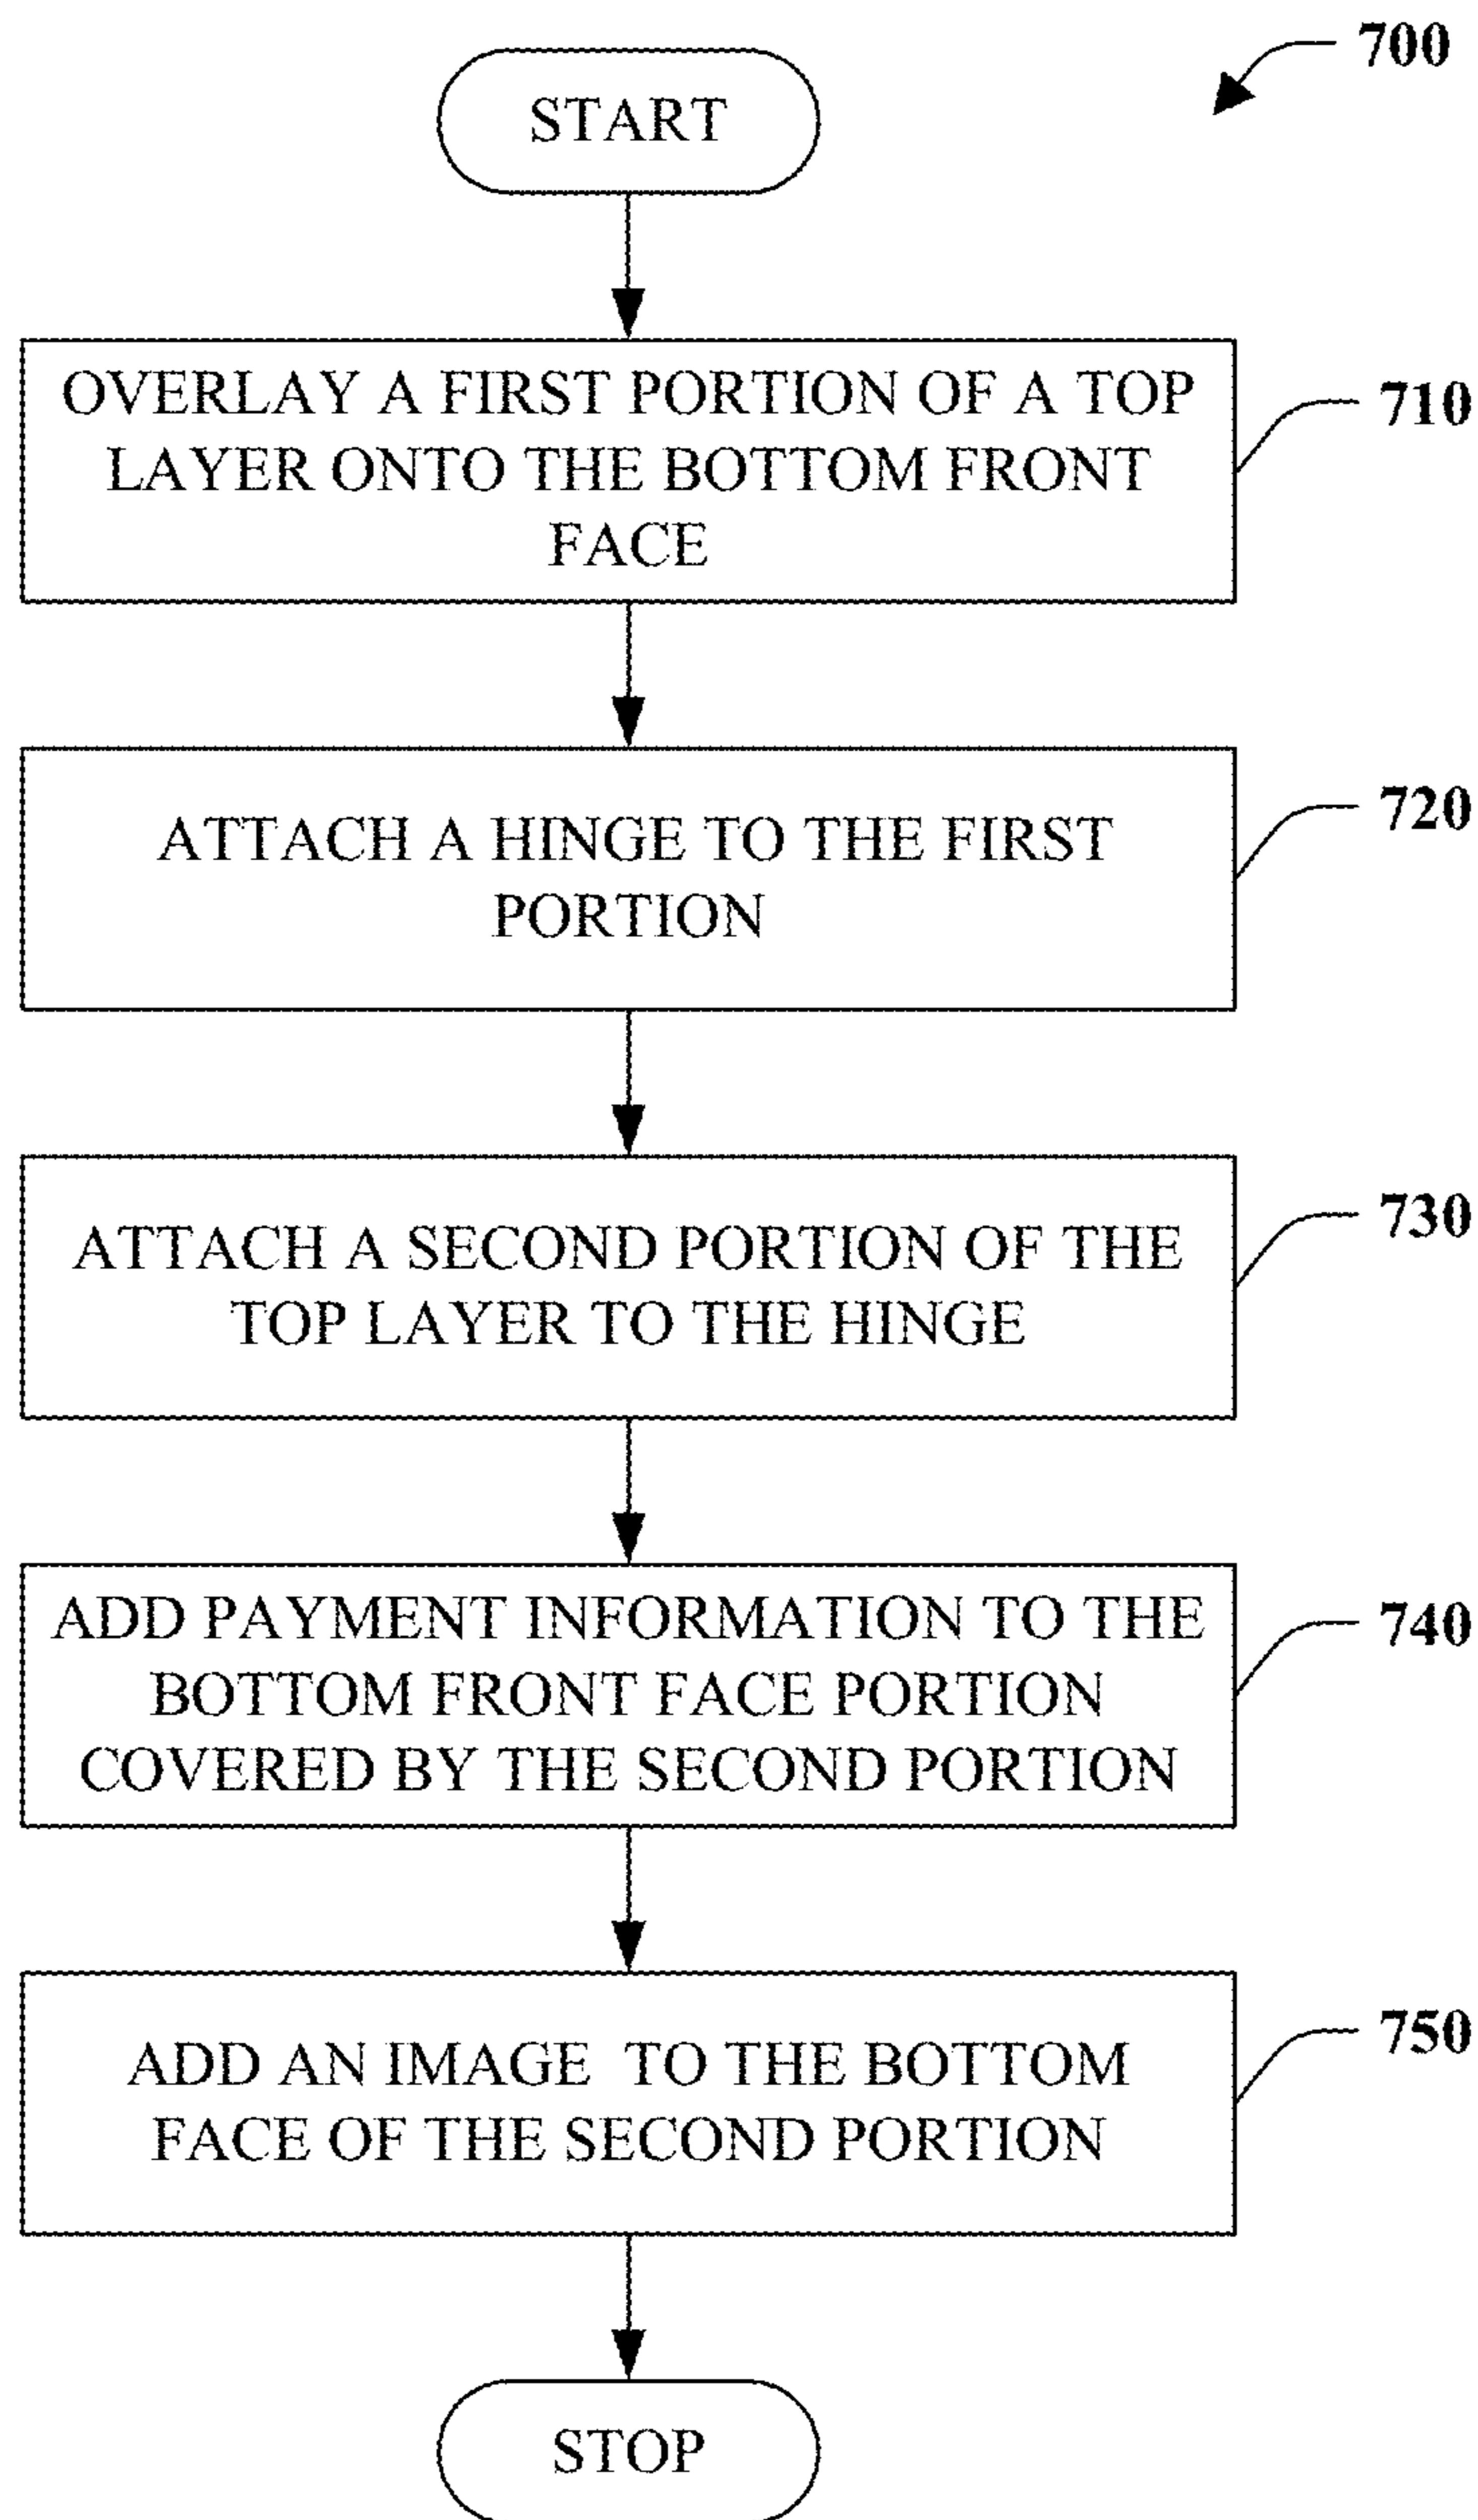 700
START
OVERLAY A FIRST PORTION OF A TOP
LAYER ONTO THE BOTTOM FRONT
FACE
710
ATTACH A HINGE TO THE FIRST
PORTION
720
ATTACH A SECOND PORTION OF THE
TOP LAYER TO THE HINGE
730
ADD PAYMENT INFORMATION TO THE
BOTTOM FRONT FACE PORTION
COVERED BY THE SECOND PORTION
740
ADD AN IMAGE TO THE BOTTOM
FACE OF THE SECOND PORTION
750
STOP